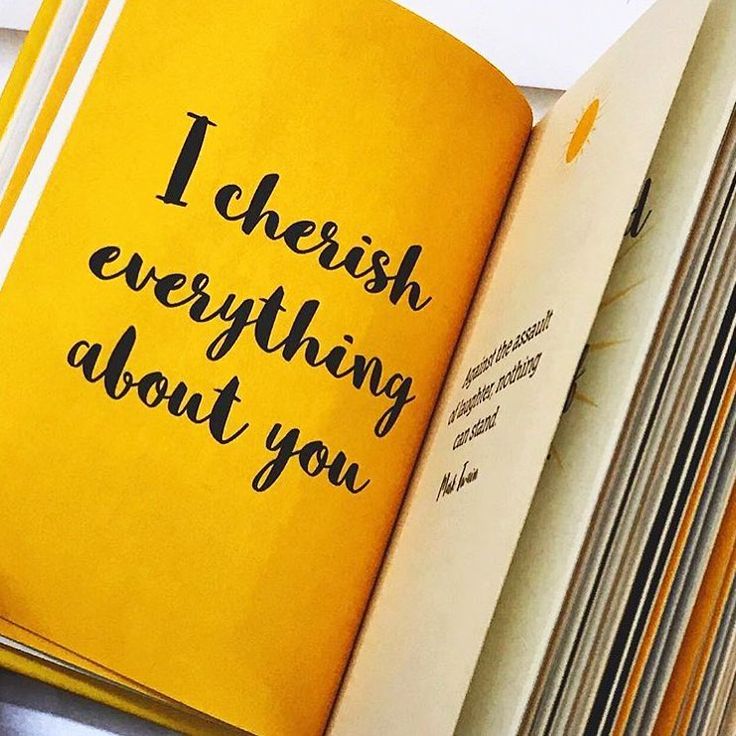 I cherish
everything
about you
Against the assault
of laughter, nothing
can stand.
Mark Twain